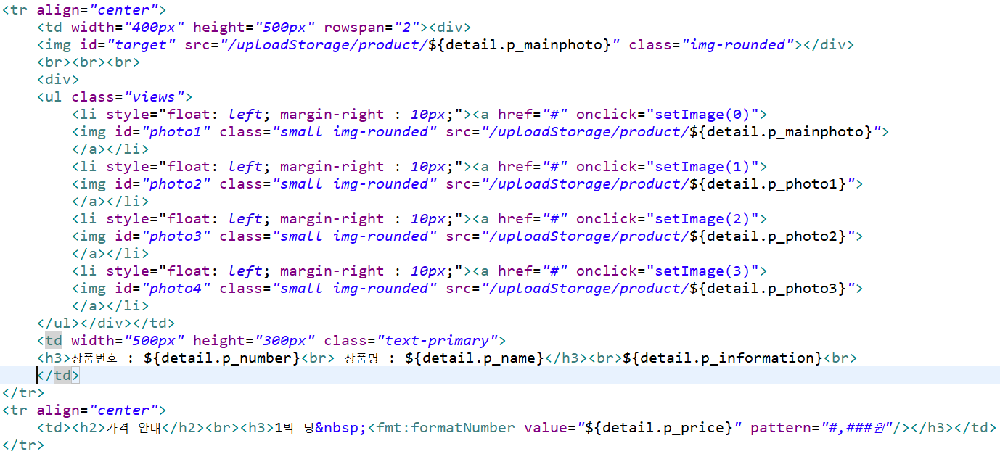 <tr align="center">
<td width="400px" height="500px" rowspan="2"><div>
<img id="target" src="/uploadStorage/product/${detail.p_mainphoto}" class="img-rounded"></div>
<br><br><br>
<div>
<ul class="views">
<li style="float: left; margin-right : 10px;"><a href="#" onclick="setImage(0)">
<img id="photo1" class="small img-rounded" src="/uploadStorage/product/${detail.p_mainphoto}">
</a></li>
<li style="float: left; margin-right : 10px;"><a href="#" onclick="setImage(1)">
<img id="photo2" class="small img-rounded" src="/uploadStorage/product/${detail.p_photo1}">
</a></li>
<li style="float: left; margin-right : 10px;"><a href="#" onclick="setImage(2)">
<img id="photo3" class="small img-rounded" src="/uploadStorage/product/${detail.p_photo2}">
</a></li>
<li style="float: left; margin-right : 10px;"><a href="#" onclick="setImage(3)">
<img id="photo4" class="small img-rounded" src="/uploadStorage/product/${detail.p_photo3}">
</a></li>
</ul></div></td>
<td width="500px" height="300px" class="text-primary">
<h3>상품번호 : ${detail.p_number}<br> 상품명 : ${detail.p_name}</h3><br>${detail.p_information}<br>
</td>
</tr>
<tr align="center">
<td><h2>가격 안내</h2><br><h3>1박 당&nbsp;<fmt:formatNumber value="${detail.p_price}" pattern="#,###원"/></h3></td>
</tr>